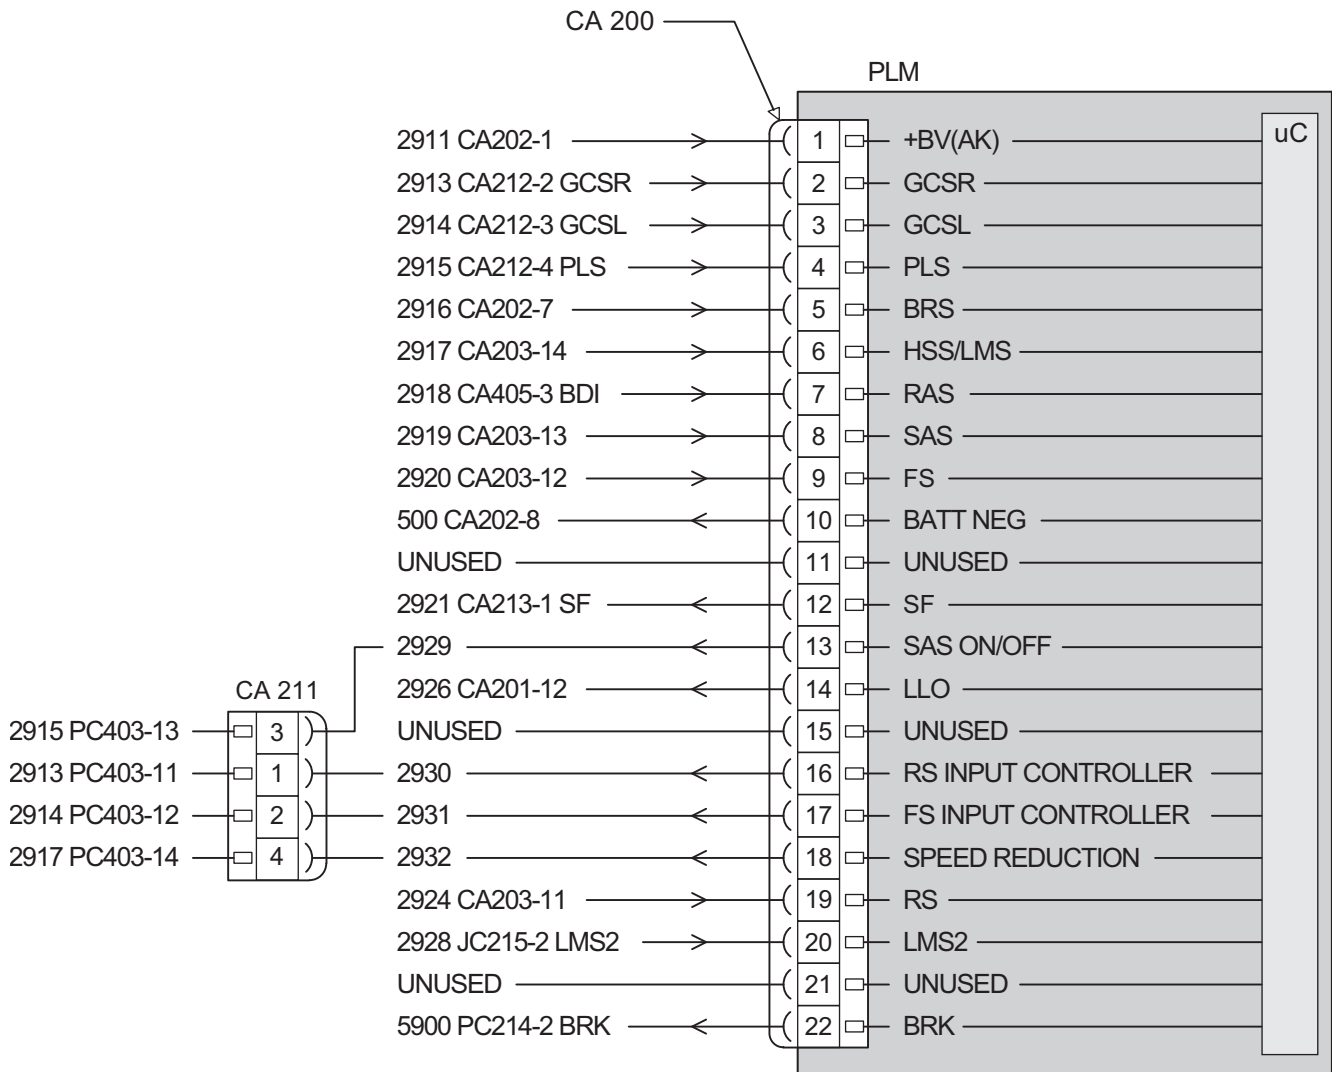 CA 200
PLM
uC
2911 CA202-1 1 +BV(AK)
2913 CA212-2 GCSR 2 GCSR
2914 CA212-3 GCSL 3 GCSL
2915 CA212-4 PLS 4 PLS
2916 CA202-7 5 BRS
2917 CA203-14 6 HSS/LMS
2918 CA405-3 BDI 7 RAS
2919 CA203-13 8 SAS
2920 CA203-12 9 FS
500 CA202-8 10 BATT NEG
UNUSED 11 UNUSED
2921 CA213-1 SF 12 SF
2929 13 SAS ON/OFF
CA 211
2926 CA201-12 14 LLO
2915 PC403-13 3 UNUSED 15 UNUSED
2913 PC403-11 1 2930 16 RS INPUT CONTROLLER
2914 PC403-12 2 2931 17 FS INPUT CONTROLLER
2917 PC403-14 4 2932 18 SPEED REDUCTION
2924 CA203-11 19 RS
2928 JC215-2 LMS2 20 LMS2
UNUSED 21 UNUSED
5900 PC214-2 BRK 22 BRK